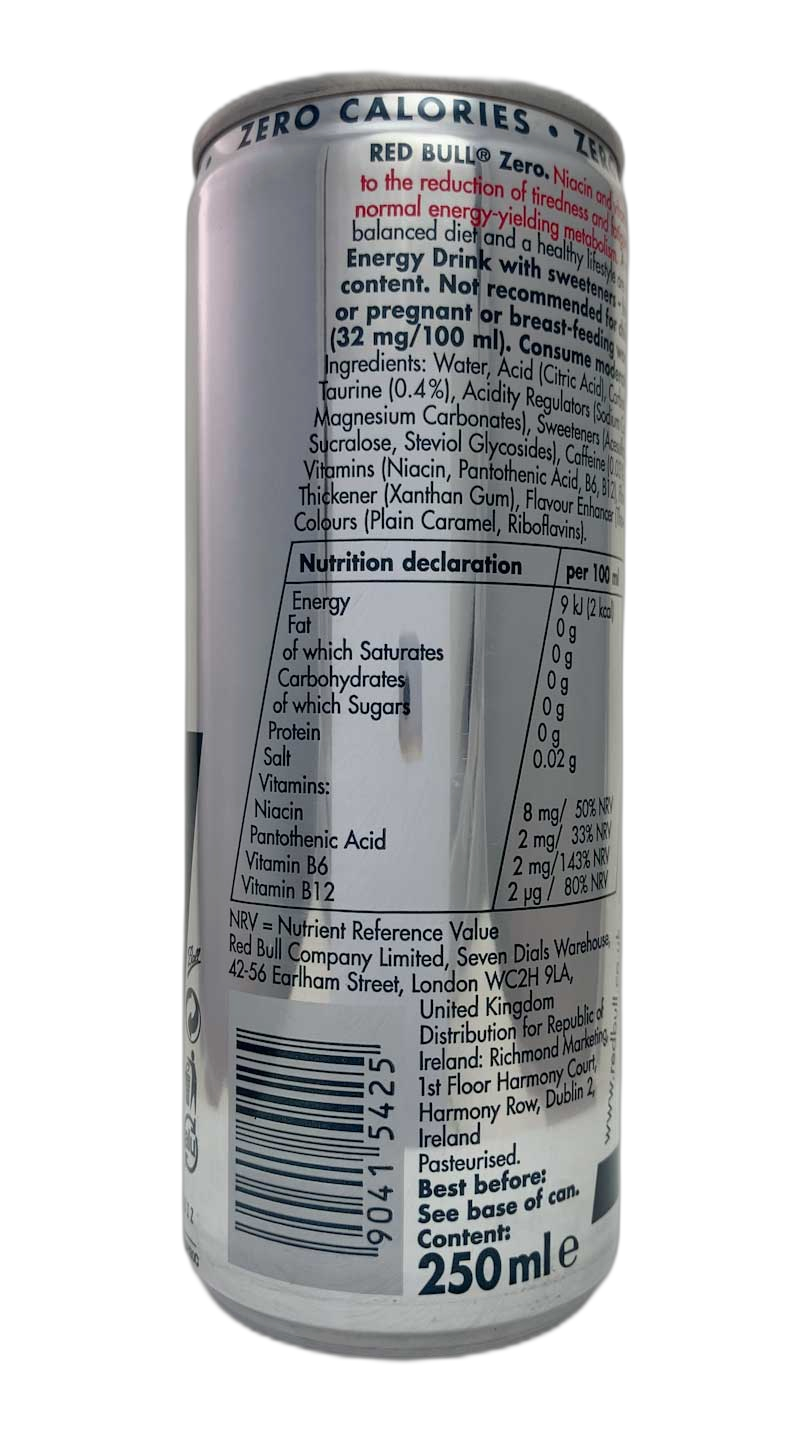 ZERO CALORIES •
RED BULL® Zero. Niacin and
to the reduction of tiredness and
normal energy-yielding metabolism.
balanced diet and a healthy lifestyle
Energy Drink with sweeteners -
content. Not recommended for
or pregnant or breast-feeding
(32 mg/100 ml). Consume
Ingredients: Water, Acid (Citric Acid),
Taurine (0.4%), Acidity Regulators (Sodium
Magnesium Carbonates), Sweeteners
Sucralose, Steviol Glycosides), Caffeine
Vitamins (Niacin, Pantothenic Acid, B6, B12),
Thickener (Xanthan Gum), Flavour Enhancer
Colours (Plain Caramel, Riboflavins).
Nutrition declaration per 100 ml
Energy 9 kJ (2 kcal)
Fat 0 g
of which Saturates 0 g
Carbohydrates 0 g
of which Sugars 0 g
Protein 0 g
Salt 0.02 g
Vitamins:
Niacin 8 mg/ 50% NRV
Pantothenic Acid 2 mg/ 33% NRV
Vitamin B6 2 mg/143% NRV
Vitamin B12 2 µg / 80% NRV
NRV = Nutrient Reference Value
Red Bull Company Limited, Seven Dials Warehouse,
42-56 Earlham Street, London WC2H 9LA,
United Kingdom
Distribution for Republic of
Ireland: Richmond Marketing,
1st Floor Harmony Court,
Harmony Row, Dublin 2,
Ireland
Pasteurised.
Best before:
See base of can.
Content:
250 ml e
9041 5425
www.redbull.co.uk